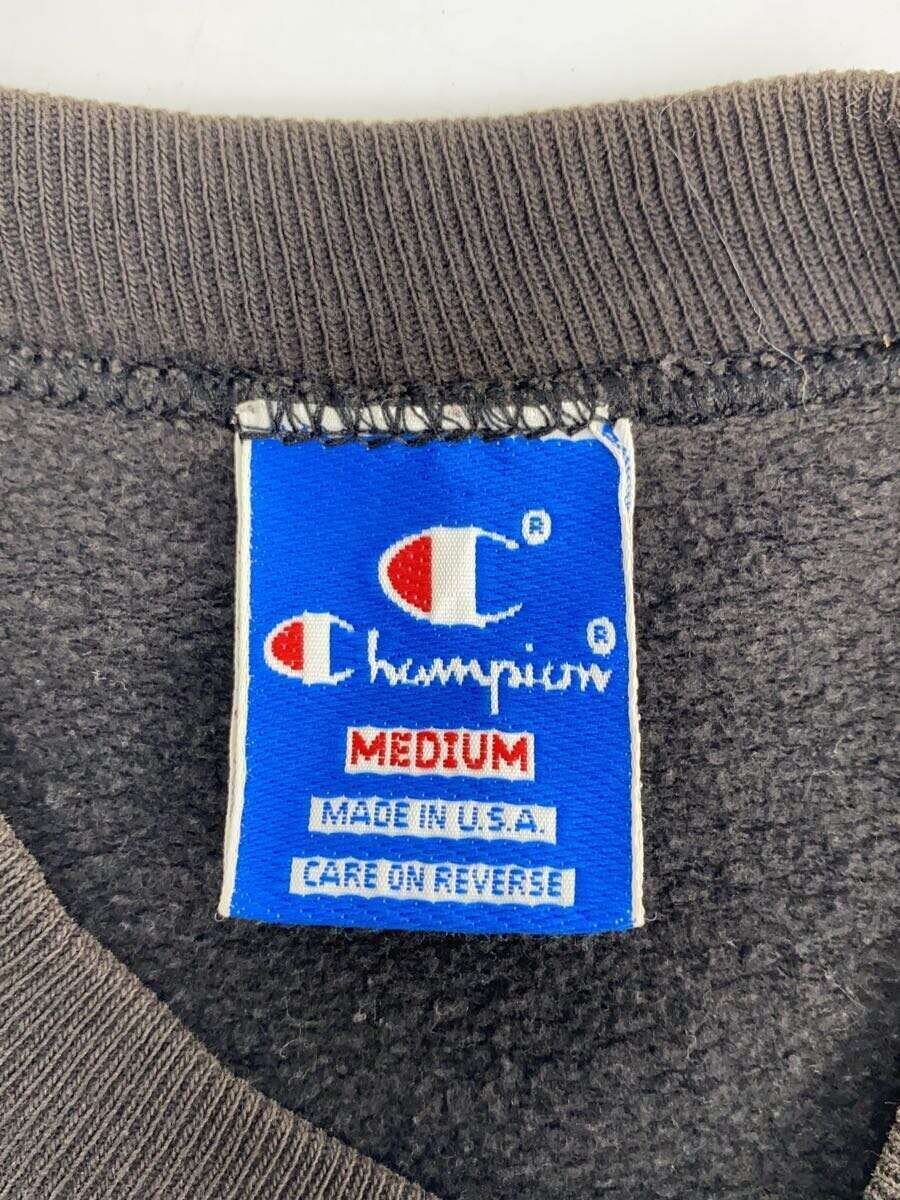 C®
Champion®
MEDIUM
MADE IN U.S.A.
CARE ON REVERSE